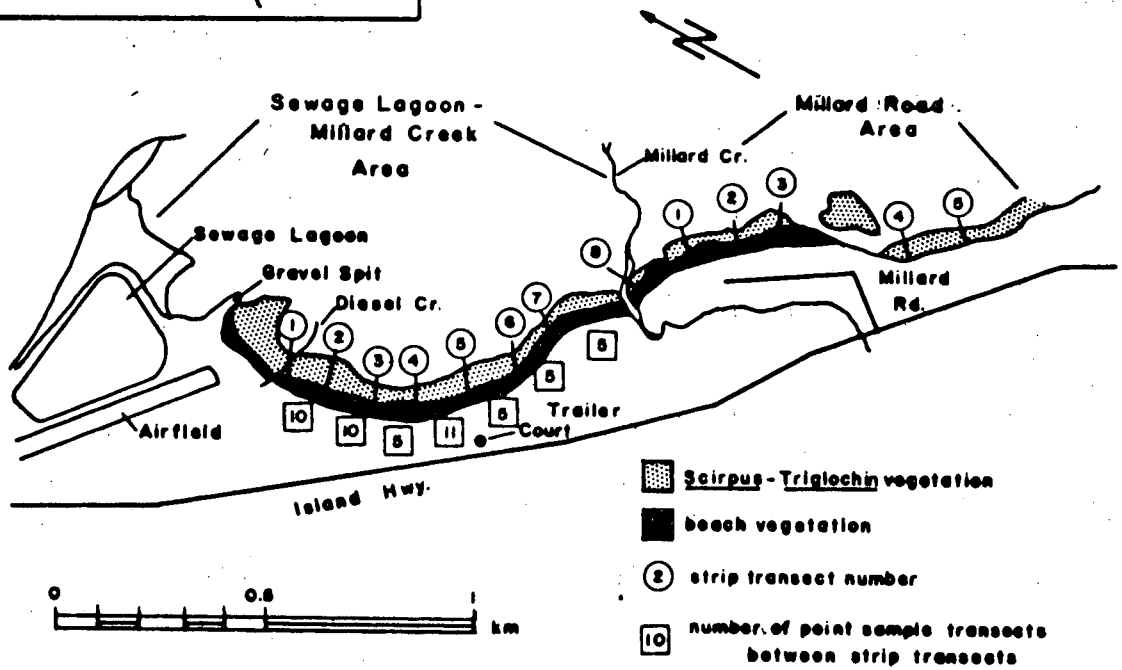 N
Sewage Lagoon -
Millard Creek
Area
Millard Road
Area
Millard Cr.
1
2
3
4
5
Sewage Lagoon
Gravel Spit
Diesel Cr.
8
Millard
Rd.
1
2
3
4
5
6
7
5
5
10
10
5
11
5
Trailer
Court
Airfield
Island Hwy.
Scirpus-Triglochin vegetation
beach vegetation
2 strip transect number
10 number of point sample transects
between strip transects
0 0.5 1
km